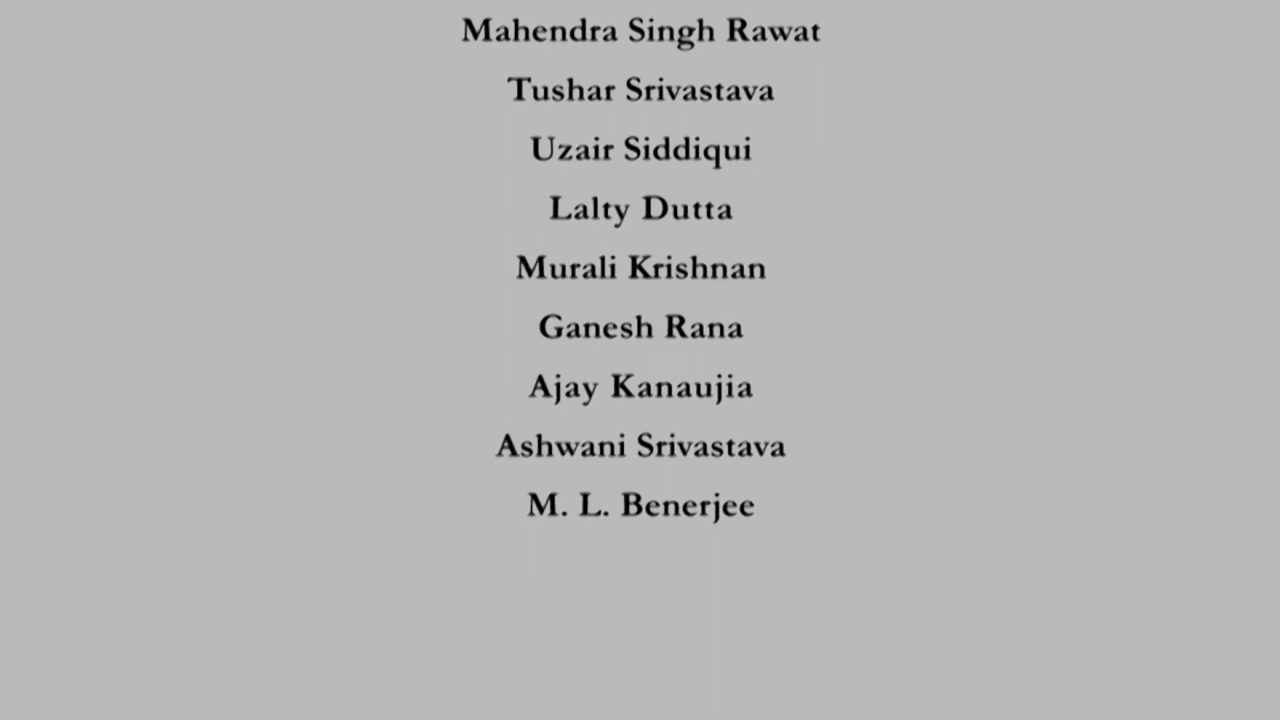 Mahendra Singh Rawat
Tushar Srivastava
Uzair Siddiqui
Lalty Dutta
Murali Krishnan
Ganesh Rana
Ajay Kanaujia
Ashwani Srivastava
M. L. Benerjee